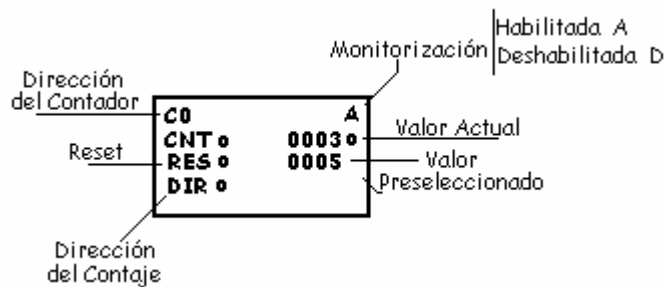 Habilitada A
Monitorización
Deshabilitada D
Dirección
del Contador
C0 A
CNT 0003
Valor Actual
Reset
RES 0005
Valor
Preseleccionado
DIR
Dirección
del Contaje